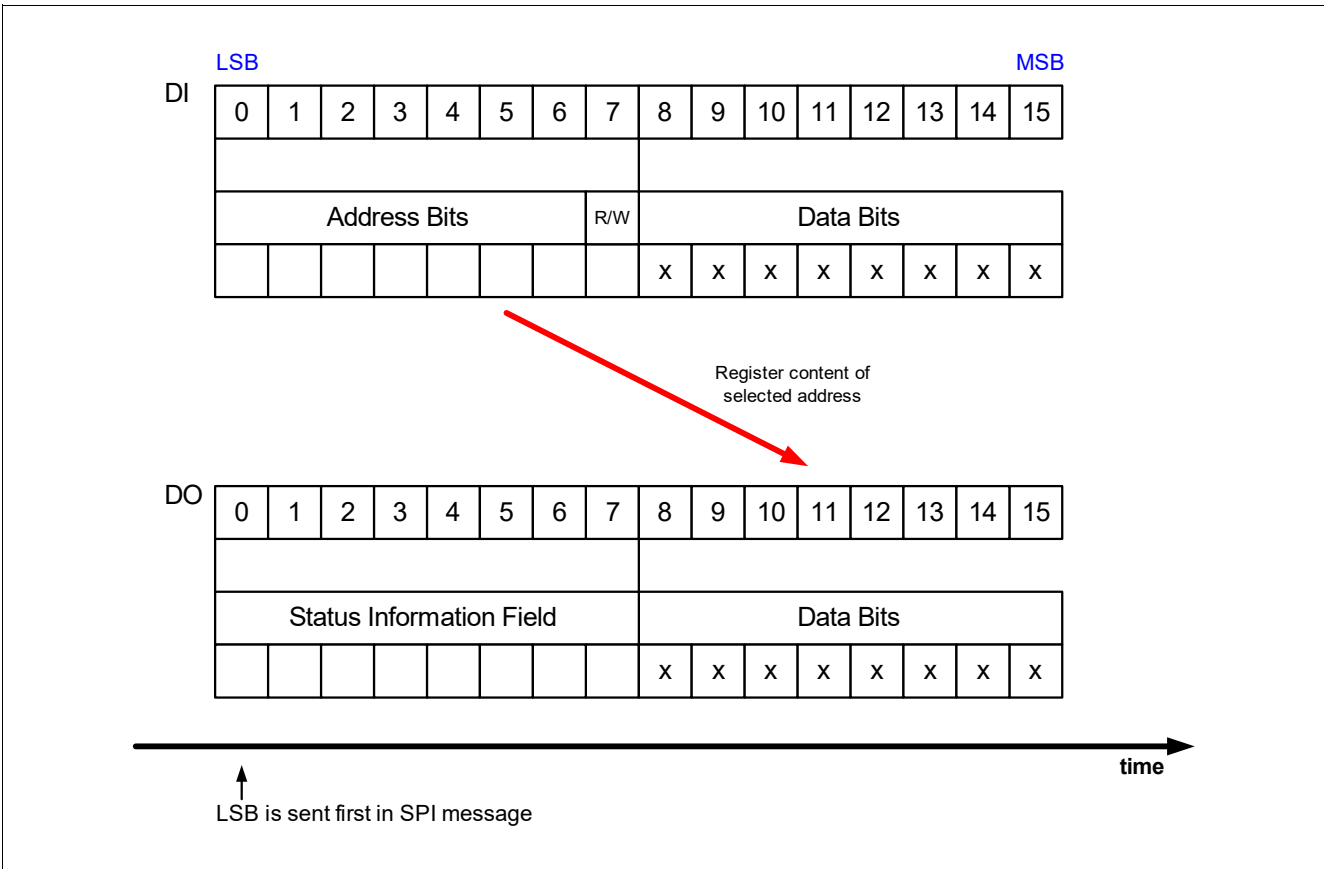 LSB MSB
DI 0 1 2 3 4 5 6 7 8 9 10 11 12 13 14 15
Address Bits R/W Data Bits
x x x x x x x x
Register content of
selected address
DO 0 1 2 3 4 5 6 7 8 9 10 11 12 13 14 15
Status Information Field Data Bits
x x x x x x x x
time
LSB is sent first in SPI message